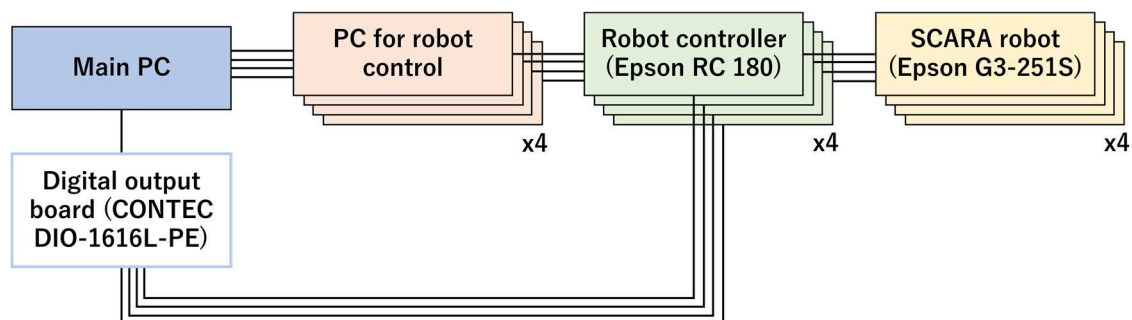 Main PC
PC for robot
control
x4
Robot controller
(Epson RC 180)
x4
SCARA robot
(Epson G3-251S)
x4
Digital output
board (CONTEC
DIO-1616L-PE)